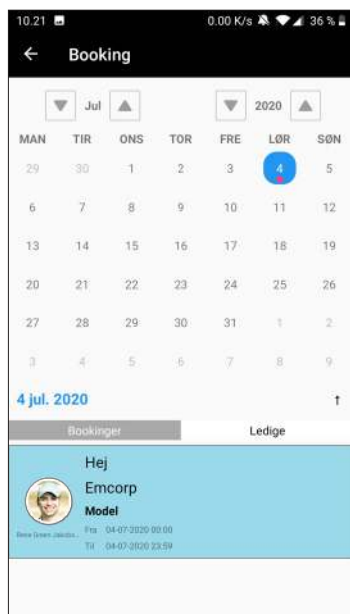 10.21 0.00 K/s 36 %
Booking
Jul 2020
MAN TIR ONS TOR FRE LØR SØN
29 30 1 2 3 4 5
6 7 8 9 10 11 12
13 14 15 16 17 18 19
20 21 22 23 24 25 26
27 28 29 30 31 1 2
3 4 5 6 7 8 9
4 jul. 2020
Bookinger Ledige
Hej
Emcorp
Model
Fra 04-07-2020 00:00
Til 04-07-2020 23:59